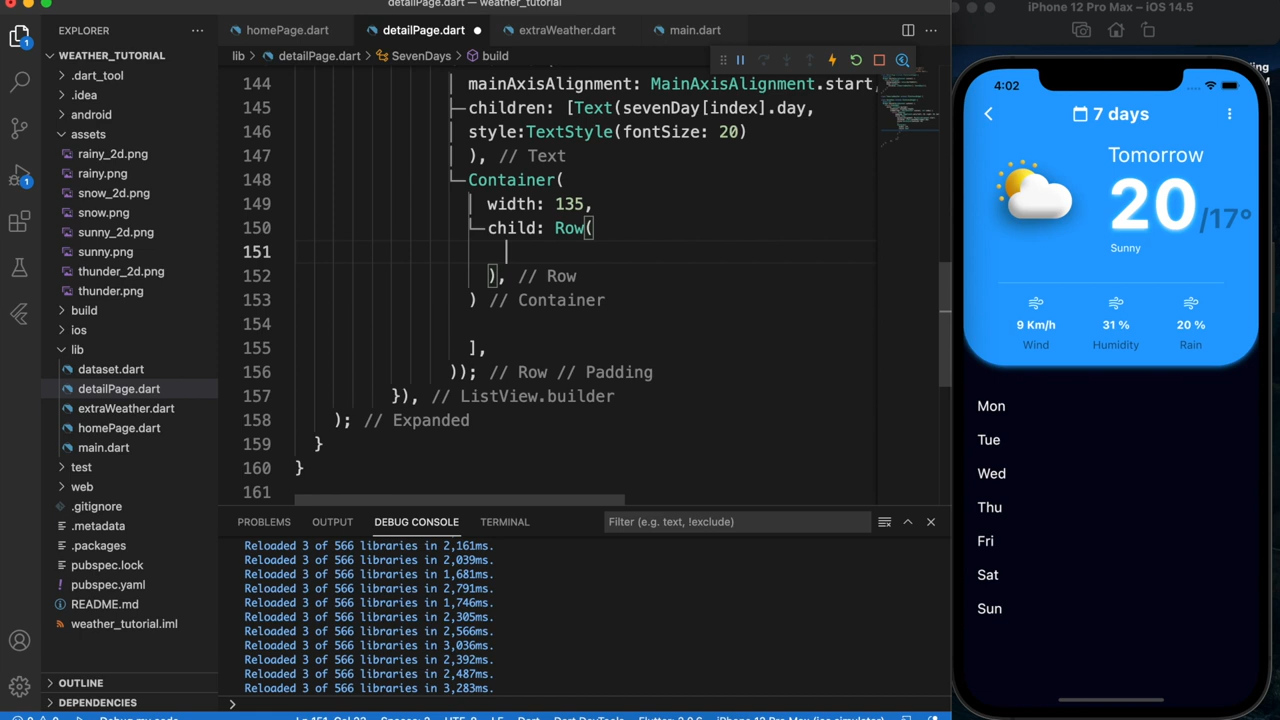 detailPage.dart — weather_tutorial
iPhone 12 Pro Max – iOS 14.5
EXPLORER
homePage.dart
detailPage.dart
extraWeather.dart
main.dart
1
WEATHER_TUTORIAL
lib > detailPage.dart > SevenDays > build
.dart_tool
.idea
android
assets
rainy_2d.png
rainy.png
snow_2d.png
snow.png
sunny_2d.png
sunny.png
thunder_2d.png
thunder.png
build
ios
lib
dataset.dart
detailPage.dart
extraWeather.dart
homePage.dart
main.dart
test
web
.gitignore
.metadata
.packages
pubspec.lock
pubspec.yaml
README.md
weather_tutorial.iml
OUTLINE
DEPENDENCIES
1
144 mainAxisAlignment: MainAxisAlignment.start,
145 children: [Text(sevenDay[index].day,
146 style:TextStyle(fontSize: 20)
147 ), // Text
148 Container(
149 width: 135,
150 child: Row(
151
152 ), // Row
153 ) // Container
154
155 ],
156 )); // Row // Padding
157 }), // ListView.builder
158 ); // Expanded
159 }
160 }
161
PROBLEMS OUTPUT DEBUG CONSOLE TERMINAL
Filter (e.g. text, !exclude)
Reloaded 3 of 566 libraries in 2,161ms.
Reloaded 3 of 566 libraries in 2,039ms.
Reloaded 3 of 566 libraries in 1,681ms.
Reloaded 3 of 566 libraries in 2,791ms.
Reloaded 3 of 566 libraries in 1,746ms.
Reloaded 3 of 566 libraries in 2,305ms.
Reloaded 3 of 566 libraries in 2,566ms.
Reloaded 3 of 566 libraries in 3,036ms.
Reloaded 3 of 566 libraries in 2,392ms.
Reloaded 3 of 566 libraries in 2,487ms.
Reloaded 3 of 566 libraries in 3,283ms.
4:02
7 days
Tomorrow
20 /17°
Sunny
9 Km/h 31 % 20 %
Wind Humidity Rain
Mon
Tue
Wed
Thu
Fri
Sat
Sun